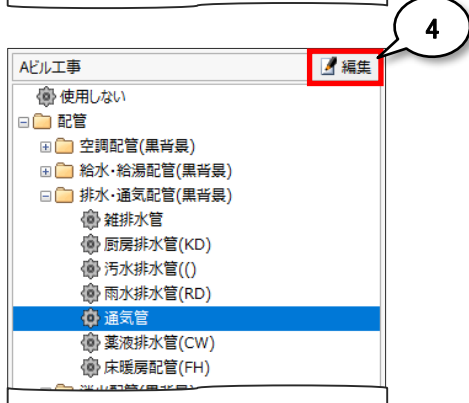 4
Aビル工事 編集
使用しない
配管
空調配管(黒背景)
給水・給湯配管(黒背景)
排水・通気配管(黒背景)
雑排水管
厨房排水管(KD)
汚水排水管(()
雨水排水管(RD)
通気管
薬液排水管(CW)
床暖房配管(FH)